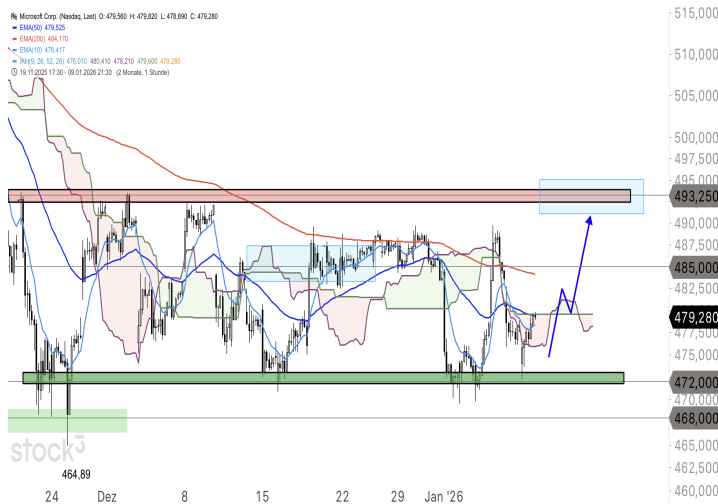 Microsoft Corp. (Nasdaq, Last) O: 479,560 H: 479,820 L: 478,890 C: 479,280
EMA(50) 479,525
EMA(200) 484,170
EMA(10) 478,417
IKH(9, 26, 52, 26) 478,010 480,410 478,210 479,600 479,280
19.11.2025 17:30 - 09.01.2026 21:30 (2 Monate, 1 Stunde)
515,000
510,000
505,000
500,000
497,500
493,250
490,000
487,500
485,000
482,500
479,280
475,000
472,000
470,000
468,000
465,000
462,500
460,000
stock3
464,89
24 Dez 8 15 22 29 Jan '26